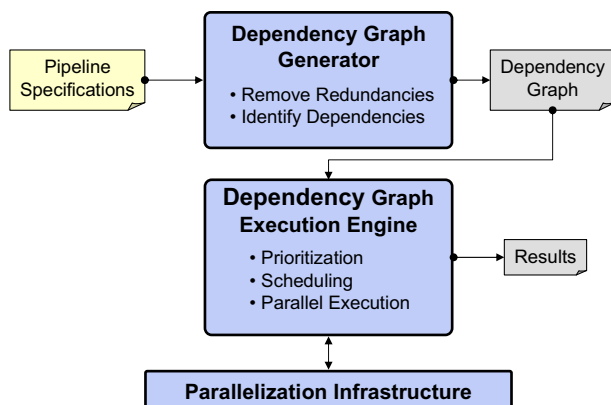 Pipeline
Specifications
Dependency Graph
Generator
• Remove Redundancies
• Identify Dependencies
Dependency
Graph
Dependency Graph
Execution Engine
• Prioritization
• Scheduling
• Parallel Execution
Results
Parallelization Infrastructure